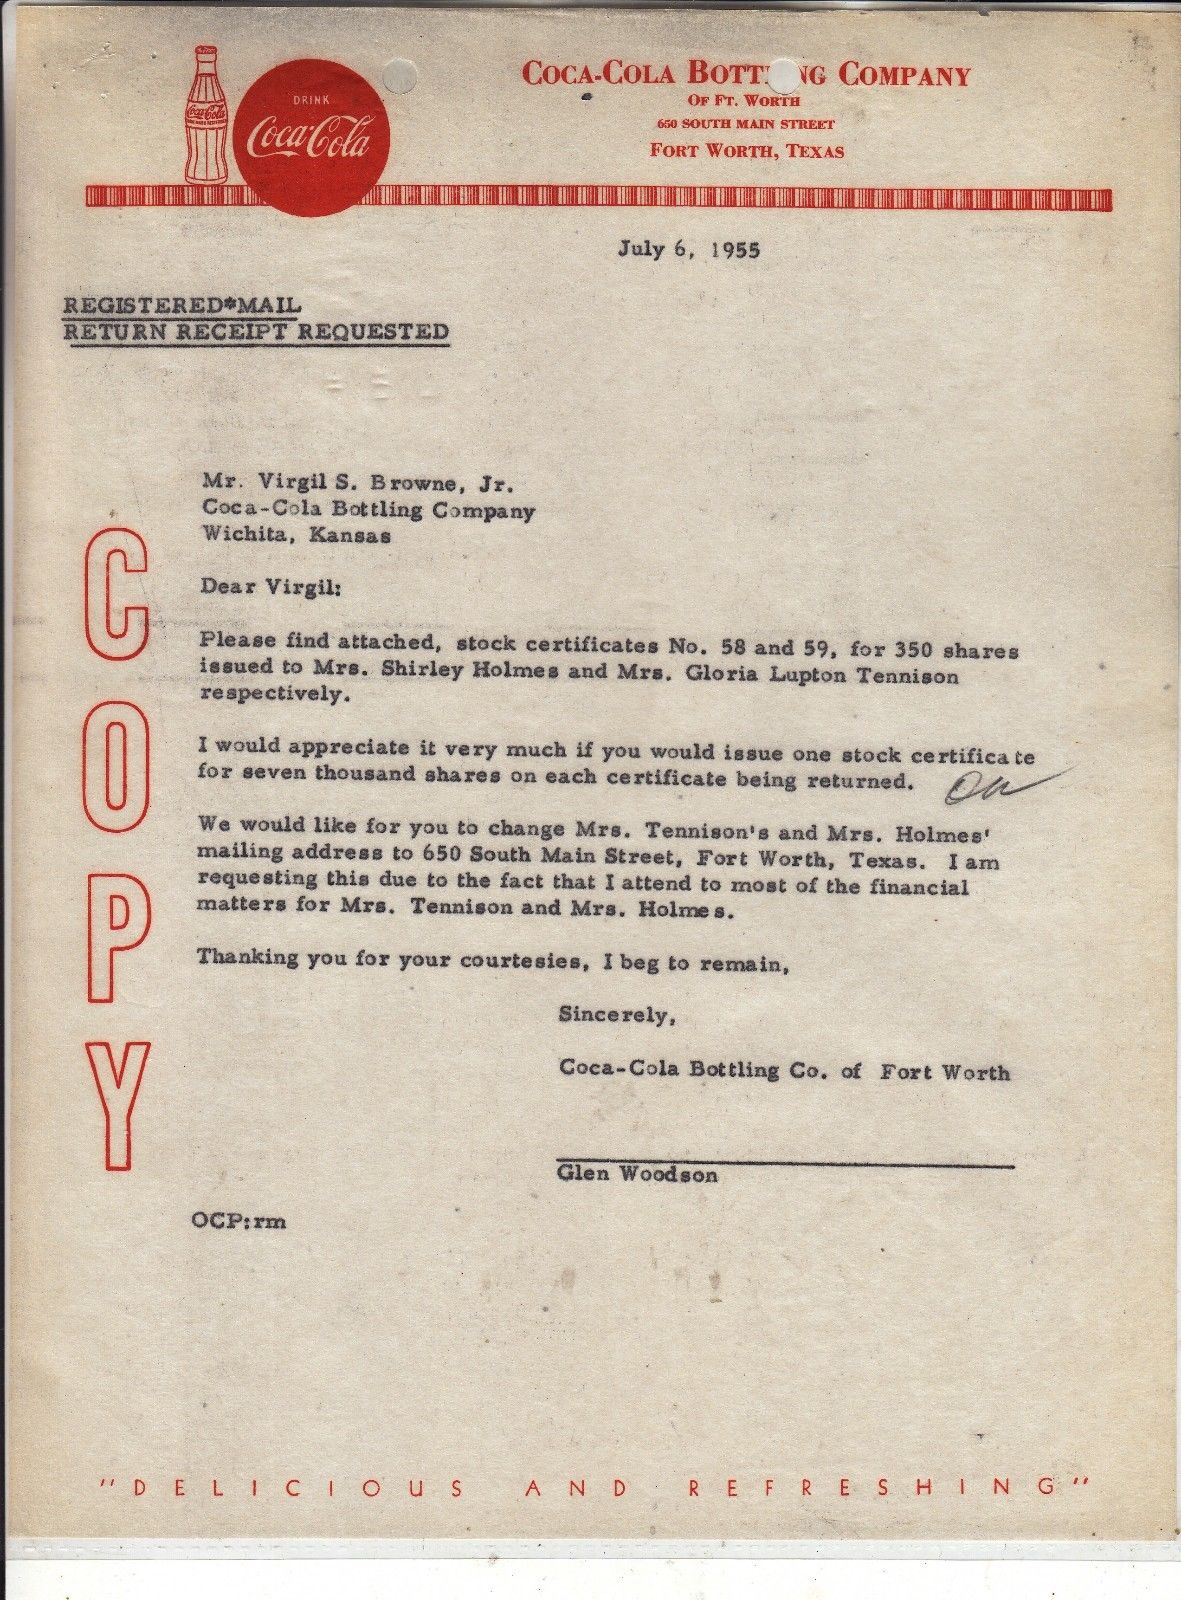 DRINK
Coca-Cola
Coca-Cola
COCA-COLA BOTT NG COMPANY
OF FT. WORTH
650 SOUTH MAIN STREET
FORT WORTH, TEXAS
July 6, 1955
REGISTERED*MAIL
RETURN RECEIPT REQUESTED
Mr. Virgil S. Browne, Jr.
Coca-Cola Bottling Company
Wichita, Kansas
Dear Virgil:
Please find attached, stock certificates No. 58 and 59, for 350 shares
issued to Mrs. Shirley Holmes and Mrs. Gloria Lupton Tennison
respectively.
I would appreciate it very much if you would issue one stock certificate
for seven thousand shares on each certificate being returned.
We would like for you to change Mrs. Tennison's and Mrs. Holmes'
mailing address to 650 South Main Street, Fort Worth, Texas. I am
requesting this due to the fact that I attend to most of the financial
matters for Mrs. Tennison and Mrs. Holmes.
Thanking you for your courtesies, I beg to remain,
Sincerely,
Coca-Cola Bottling Co. of Fort Worth
Glen Woodson
OCP:rm
COPY
"DELICIOUS AND REFRESHING"